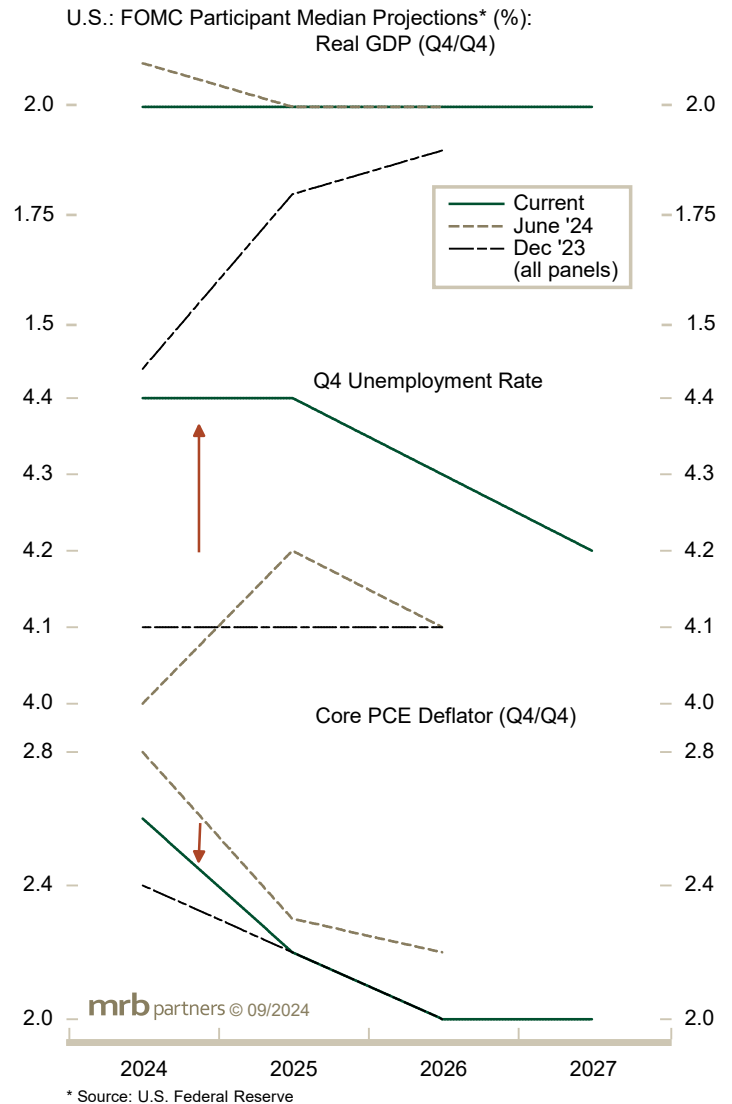 U.S.: FOMC Participant Median Projections* (%):
Real GDP (Q4/Q4)
2.0 2.0
1.75 1.75
Current
June '24
Dec '23
(all panels)
1.5 1.5
Q4 Unemployment Rate
4.4 4.4
4.3 4.3
4.2 4.2
4.1 4.1
4.0 4.0
Core PCE Deflator (Q4/Q4)
2.8 2.8
2.4 2.4
mrb partners © 09/2024
2.0 2.0
2024 2025 2026 2027
* Source: U.S. Federal Reserve